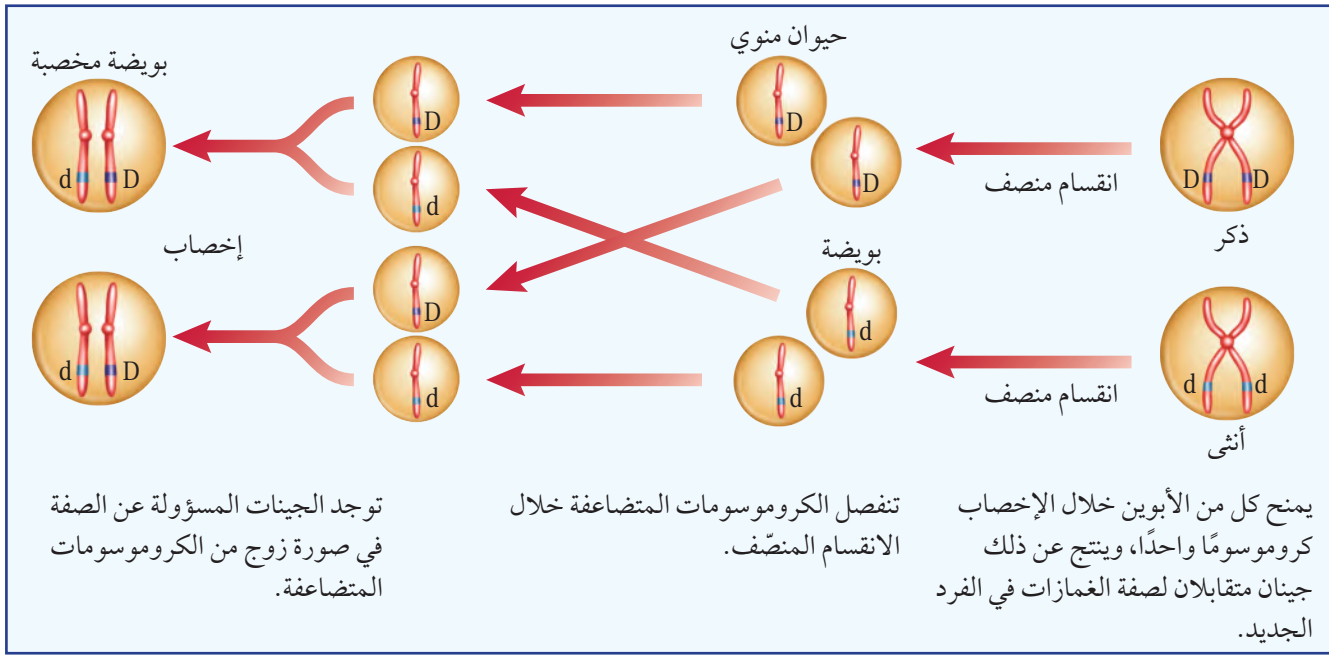 حيوان منوي
بويضة مخصبة
D
D
D
D D
d
d D
انقسام منصف
ذكر
بويضة
إخصاب
D
d
d
d
d d
d D
انقسام منصف
أنثى
يمنح كل من الأبوين خلال الإخصاب
كروموسومًا واحدًا، وينتج عن ذلك
جينان متقابلان لصفة الغمازات في الفرد
الجديد.
تنفصل الكروموسومات المتضاعفة خلال
الانقسام المنصّف.
توجد الجينات المسؤولة عن الصفة
في صورة زوج من الكروموسومات
المتضاعفة.